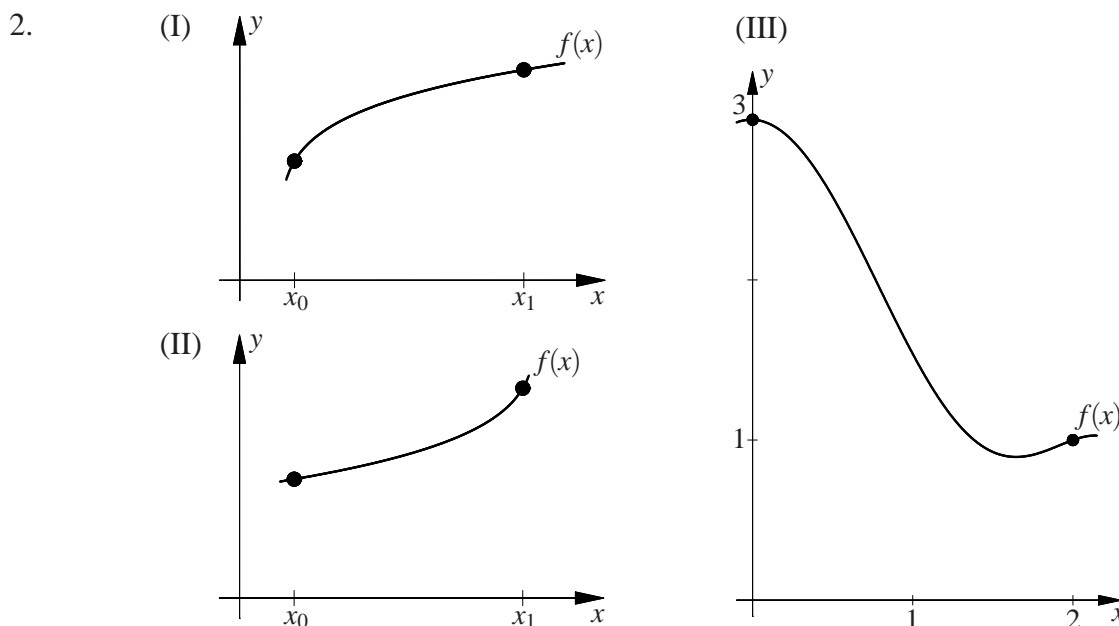 2.
(I)
y
f(x)
x₀
x₁
x
(II)
y
f(x)
x₀
x₁
x
(III)
y
3
f(x)
1
1
2
x